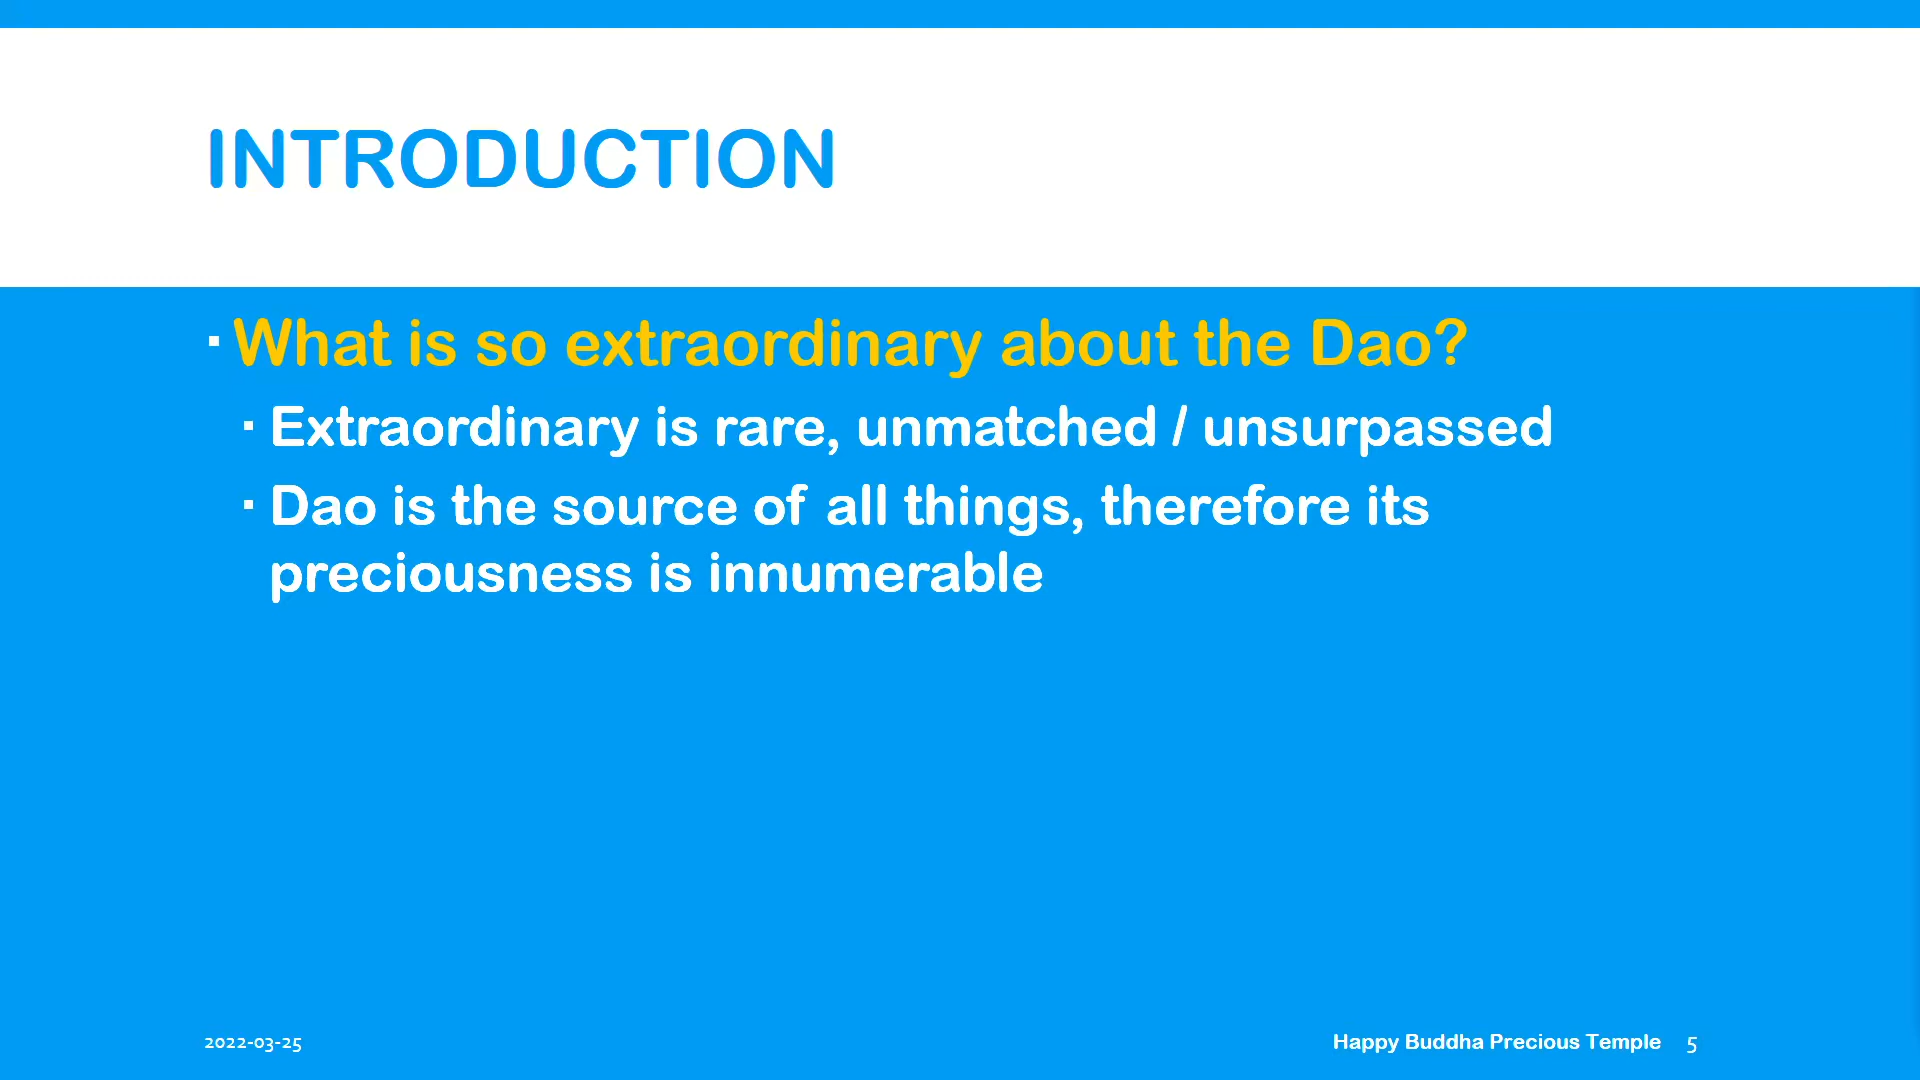 INTRODUCTION
▪ What is so extraordinary about the Dao?
▪ Extraordinary is rare, unmatched / unsurpassed
▪ Dao is the source of all things, therefore its
preciousness is innumerable
2022-03-25
Happy Buddha Precious Temple 5